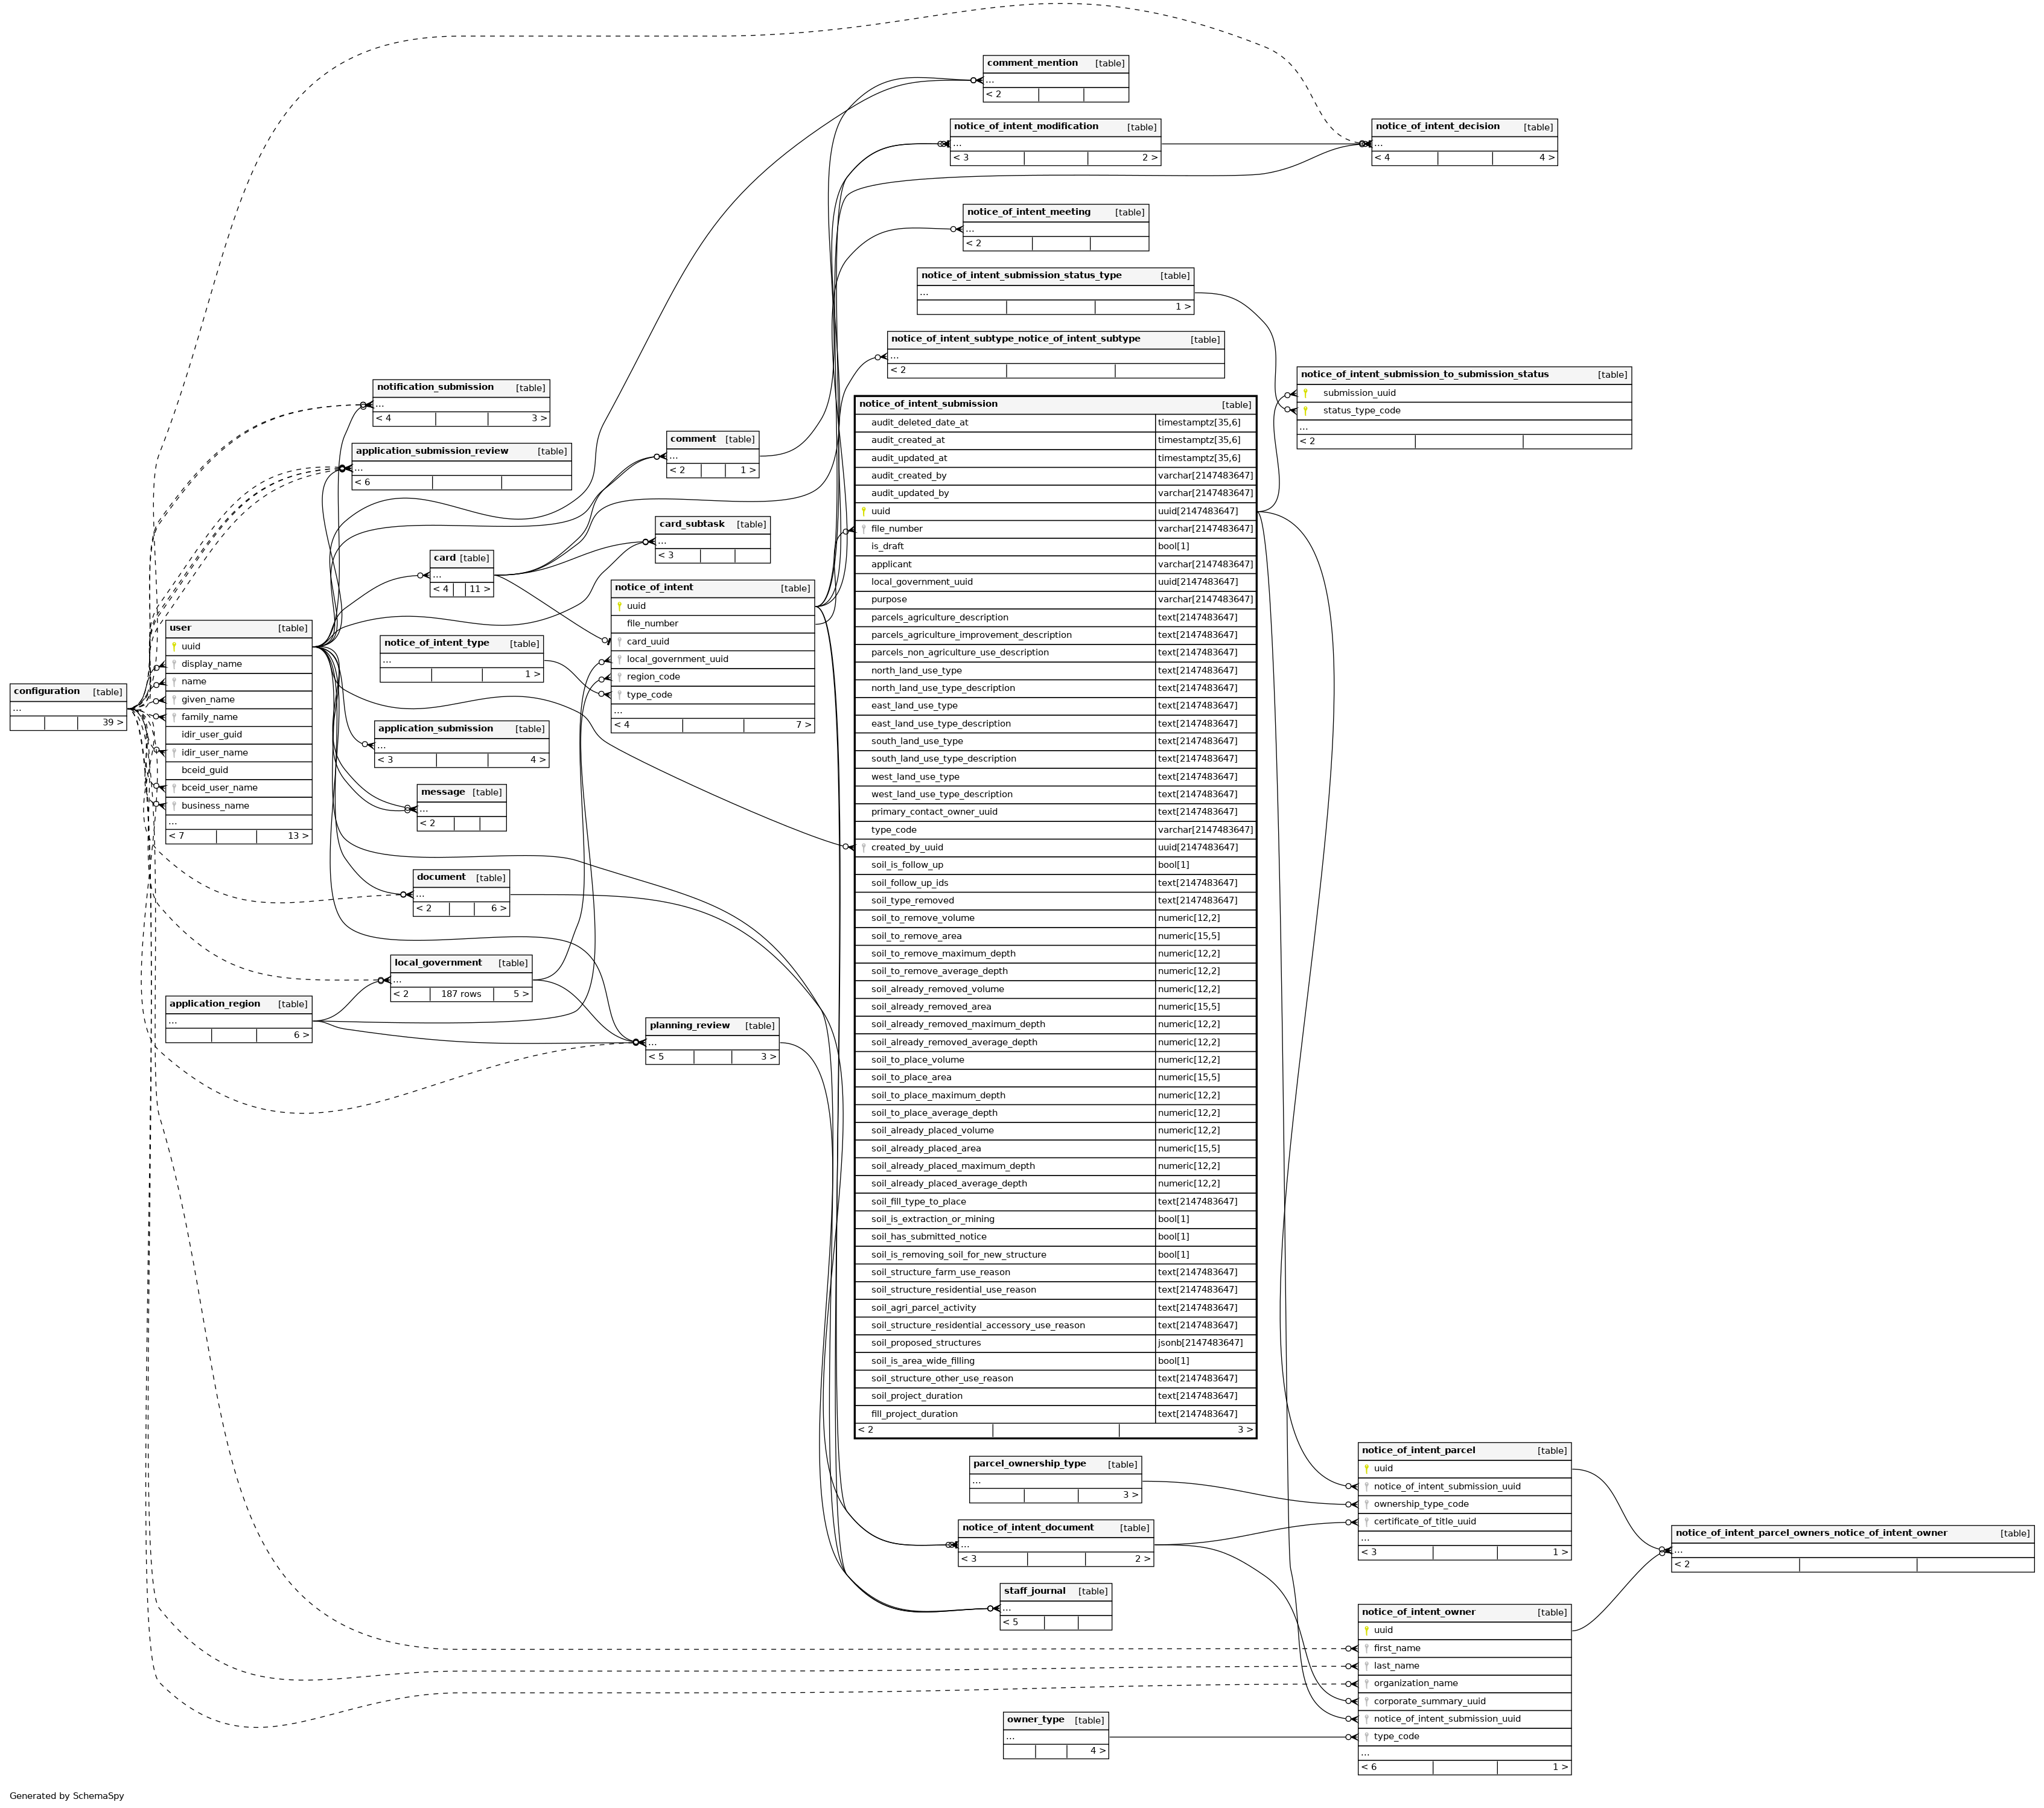 comment_mention [table]
...
< 2
notice_of_intent_modification [table]
...
< 3 2 >
notice_of_intent_decision [table]
...
< 4 4 >
notice_of_intent_meeting [table]
...
< 2
notice_of_intent_submission_status_type [table]
...
1 >
notice_of_intent_subtype_notice_of_intent_subtype [table]
...
< 2
notice_of_intent_submission_to_submission_status [table]
submission_uuid
status_type_code
...
< 2
notification_submission [table]
...
< 4 3 >
application_submission_review [table]
...
< 6
comment [table]
...
< 2 1 >
card_subtask [table]
...
< 3
card [table]
...
< 4 11 >
notice_of_intent [table]
uuid
file_number
card_uuid
local_government_uuid
region_code
type_code
...
< 4 7 >
notice_of_intent_type [table]
...
1 >
user [table]
uuid
display_name
name
given_name
family_name
idir_user_guid
idir_user_name
bceid_guid
bceid_user_name
business_name
...
< 7 13 >
configuration [table]
...
39 >
application_submission [table]
...
< 3 4 >
message [table]
...
< 2
document [table]
...
< 2 6 >
local_government [table]
...
< 2 187 rows 5 >
application_region [table]
...
6 >
planning_review [table]
...
< 5 3 >
notice_of_intent_submission [table]
audit_deleted_date_at timestamptz[35,6]
audit_created_at timestamptz[35,6]
audit_updated_at timestamptz[35,6]
audit_created_by varchar[2147483647]
audit_updated_by varchar[2147483647]
uuid uuid[2147483647]
file_number varchar[2147483647]
is_draft bool[1]
applicant varchar[2147483647]
local_government_uuid uuid[2147483647]
purpose varchar[2147483647]
parcels_agriculture_description text[2147483647]
parcels_agriculture_improvement_description text[2147483647]
parcels_non_agriculture_use_description text[2147483647]
north_land_use_type text[2147483647]
north_land_use_type_description text[2147483647]
east_land_use_type text[2147483647]
east_land_use_type_description text[2147483647]
south_land_use_type text[2147483647]
south_land_use_type_description text[2147483647]
west_land_use_type text[2147483647]
west_land_use_type_description text[2147483647]
primary_contact_owner_uuid text[2147483647]
type_code varchar[2147483647]
created_by_uuid uuid[2147483647]
soil_is_follow_up bool[1]
soil_follow_up_ids text[2147483647]
soil_type_removed text[2147483647]
soil_to_remove_volume numeric[12,2]
soil_to_remove_area numeric[15,5]
soil_to_remove_maximum_depth numeric[12,2]
soil_to_remove_average_depth numeric[12,2]
soil_already_removed_volume numeric[12,2]
soil_already_removed_area numeric[15,5]
soil_already_removed_maximum_depth numeric[12,2]
soil_already_removed_average_depth numeric[12,2]
soil_to_place_volume numeric[12,2]
soil_to_place_area numeric[15,5]
soil_to_place_maximum_depth numeric[12,2]
soil_to_place_average_depth numeric[12,2]
soil_already_placed_volume numeric[12,2]
soil_already_placed_area numeric[15,5]
soil_already_placed_maximum_depth numeric[12,2]
soil_already_placed_average_depth numeric[12,2]
soil_fill_type_to_place text[2147483647]
soil_is_extraction_or_mining bool[1]
soil_has_submitted_notice bool[1]
soil_is_removing_soil_for_new_structure bool[1]
soil_structure_farm_use_reason text[2147483647]
soil_structure_residential_use_reason text[2147483647]
soil_agri_parcel_activity text[2147483647]
soil_structure_residential_accessory_use_reason text[2147483647]
soil_proposed_structures jsonb[2147483647]
soil_is_area_wide_filling bool[1]
soil_structure_other_use_reason text[2147483647]
soil_project_duration text[2147483647]
fill_project_duration text[2147483647]
< 2 3 >
parcel_ownership_type [table]
...
3 >
notice_of_intent_document [table]
...
< 3 2 >
staff_journal [table]
...
< 5
owner_type [table]
...
4 >
notice_of_intent_parcel [table]
uuid
notice_of_intent_submission_uuid
ownership_type_code
certificate_of_title_uuid
...
< 3 1 >
notice_of_intent_parcel_owners_notice_of_intent_owner [table]
...
< 2
notice_of_intent_owner [table]
uuid
first_name
last_name
organization_name
corporate_summary_uuid
notice_of_intent_submission_uuid
type_code
...
< 6 1 >
Generated by SchemaSpy